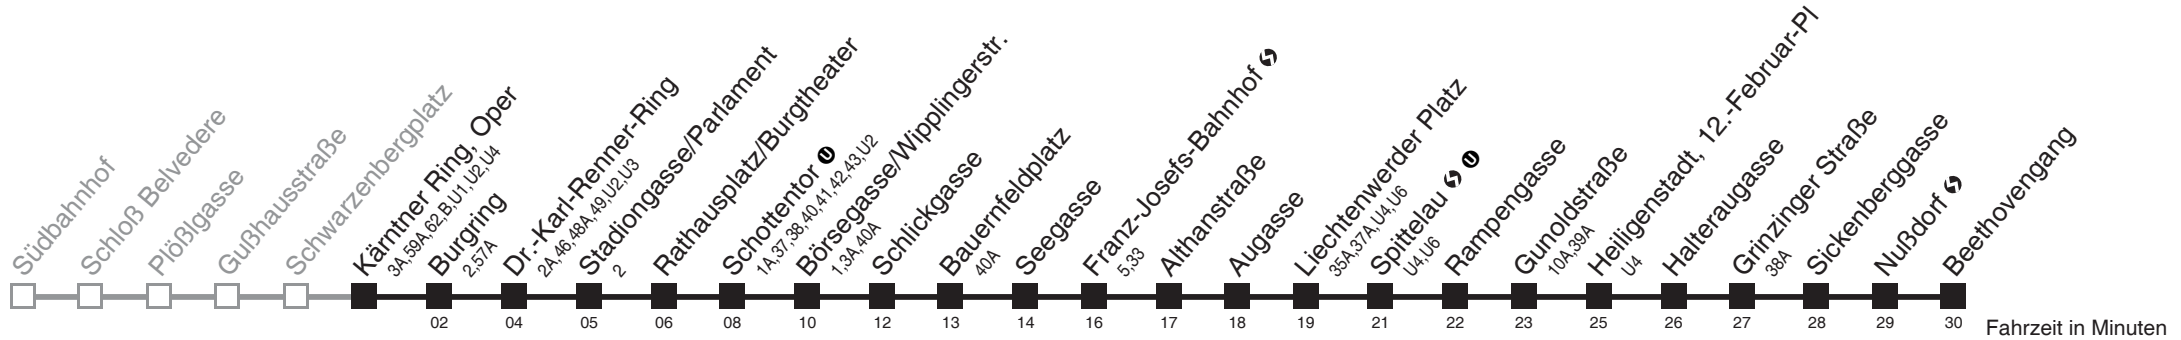 Südbahnhof
Schloß Belvedere
Plößlgasse
Gußhausstraße
Schwarzenbergplatz
Kärntner Ring, Oper
3A,59A,62,B,U1,U2,U4
Burgring
2,57A
Dr.-Karl-Renner-Ring
2A,46,48A,49,U2,U3
Stadiongasse/Parlament
2
Rathausplatz/Burgtheater
Schottentor U
1A,37,38,40,41,42,43,U2
Börsegasse/Wipplingerstr.
1,3A,40A
Schlickgasse
Bauernfeldplatz
40A
Seegasse
Franz-Josefs-Bahnhof
5,33
Althanstraße
Augasse
Liechtenwerder Platz
35A,37A,U4,U6
Spittelau U
U4,U6
Rampengasse
Gunoldstraße
10A,39A
Heiligenstadt, 12.-Februar-Pl
U4
Halteraugasse
Grinzinger Straße
38A
Sickenberggasse
Nußdorf
Beethovengang
02 04 05 06 08 10 12 13 14 16 17 18 19 21 22 23 25 26 27 28 29 30
Fahrzeit in Minuten